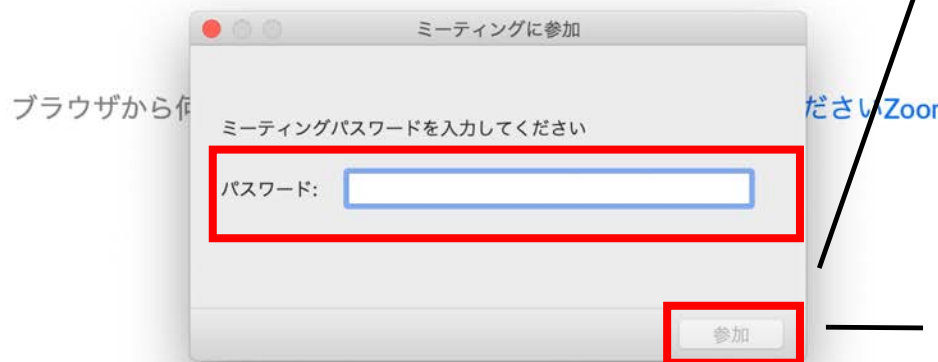 ミーティングに参加
ブラウザから
ださいZoom
ミーティングパスワードを入力してください
パスワード:
参加